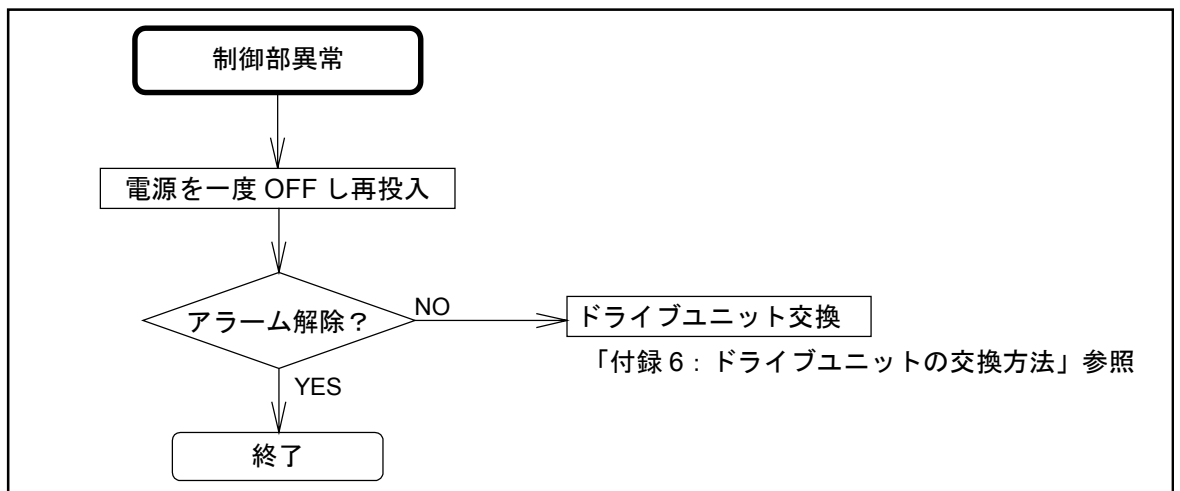 制御部異常
電源を一度 OFF し再投入
アラーム解除?
NO
ドライブユニット交換
「付録 6:ドライブユニットの交換方法」参照
YES
終了